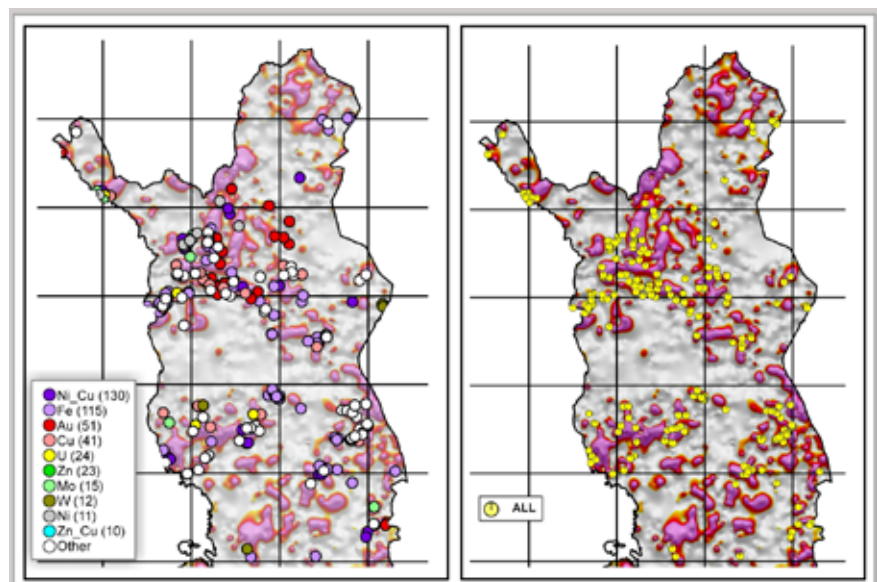 Ni_Cu (130)
Fe (115)
Au (51)
Cu (41)
U (24)
Zn (23)
Mo (15)
W (12)
Ni (11)
Zn_Cu (10)
Other
ALL